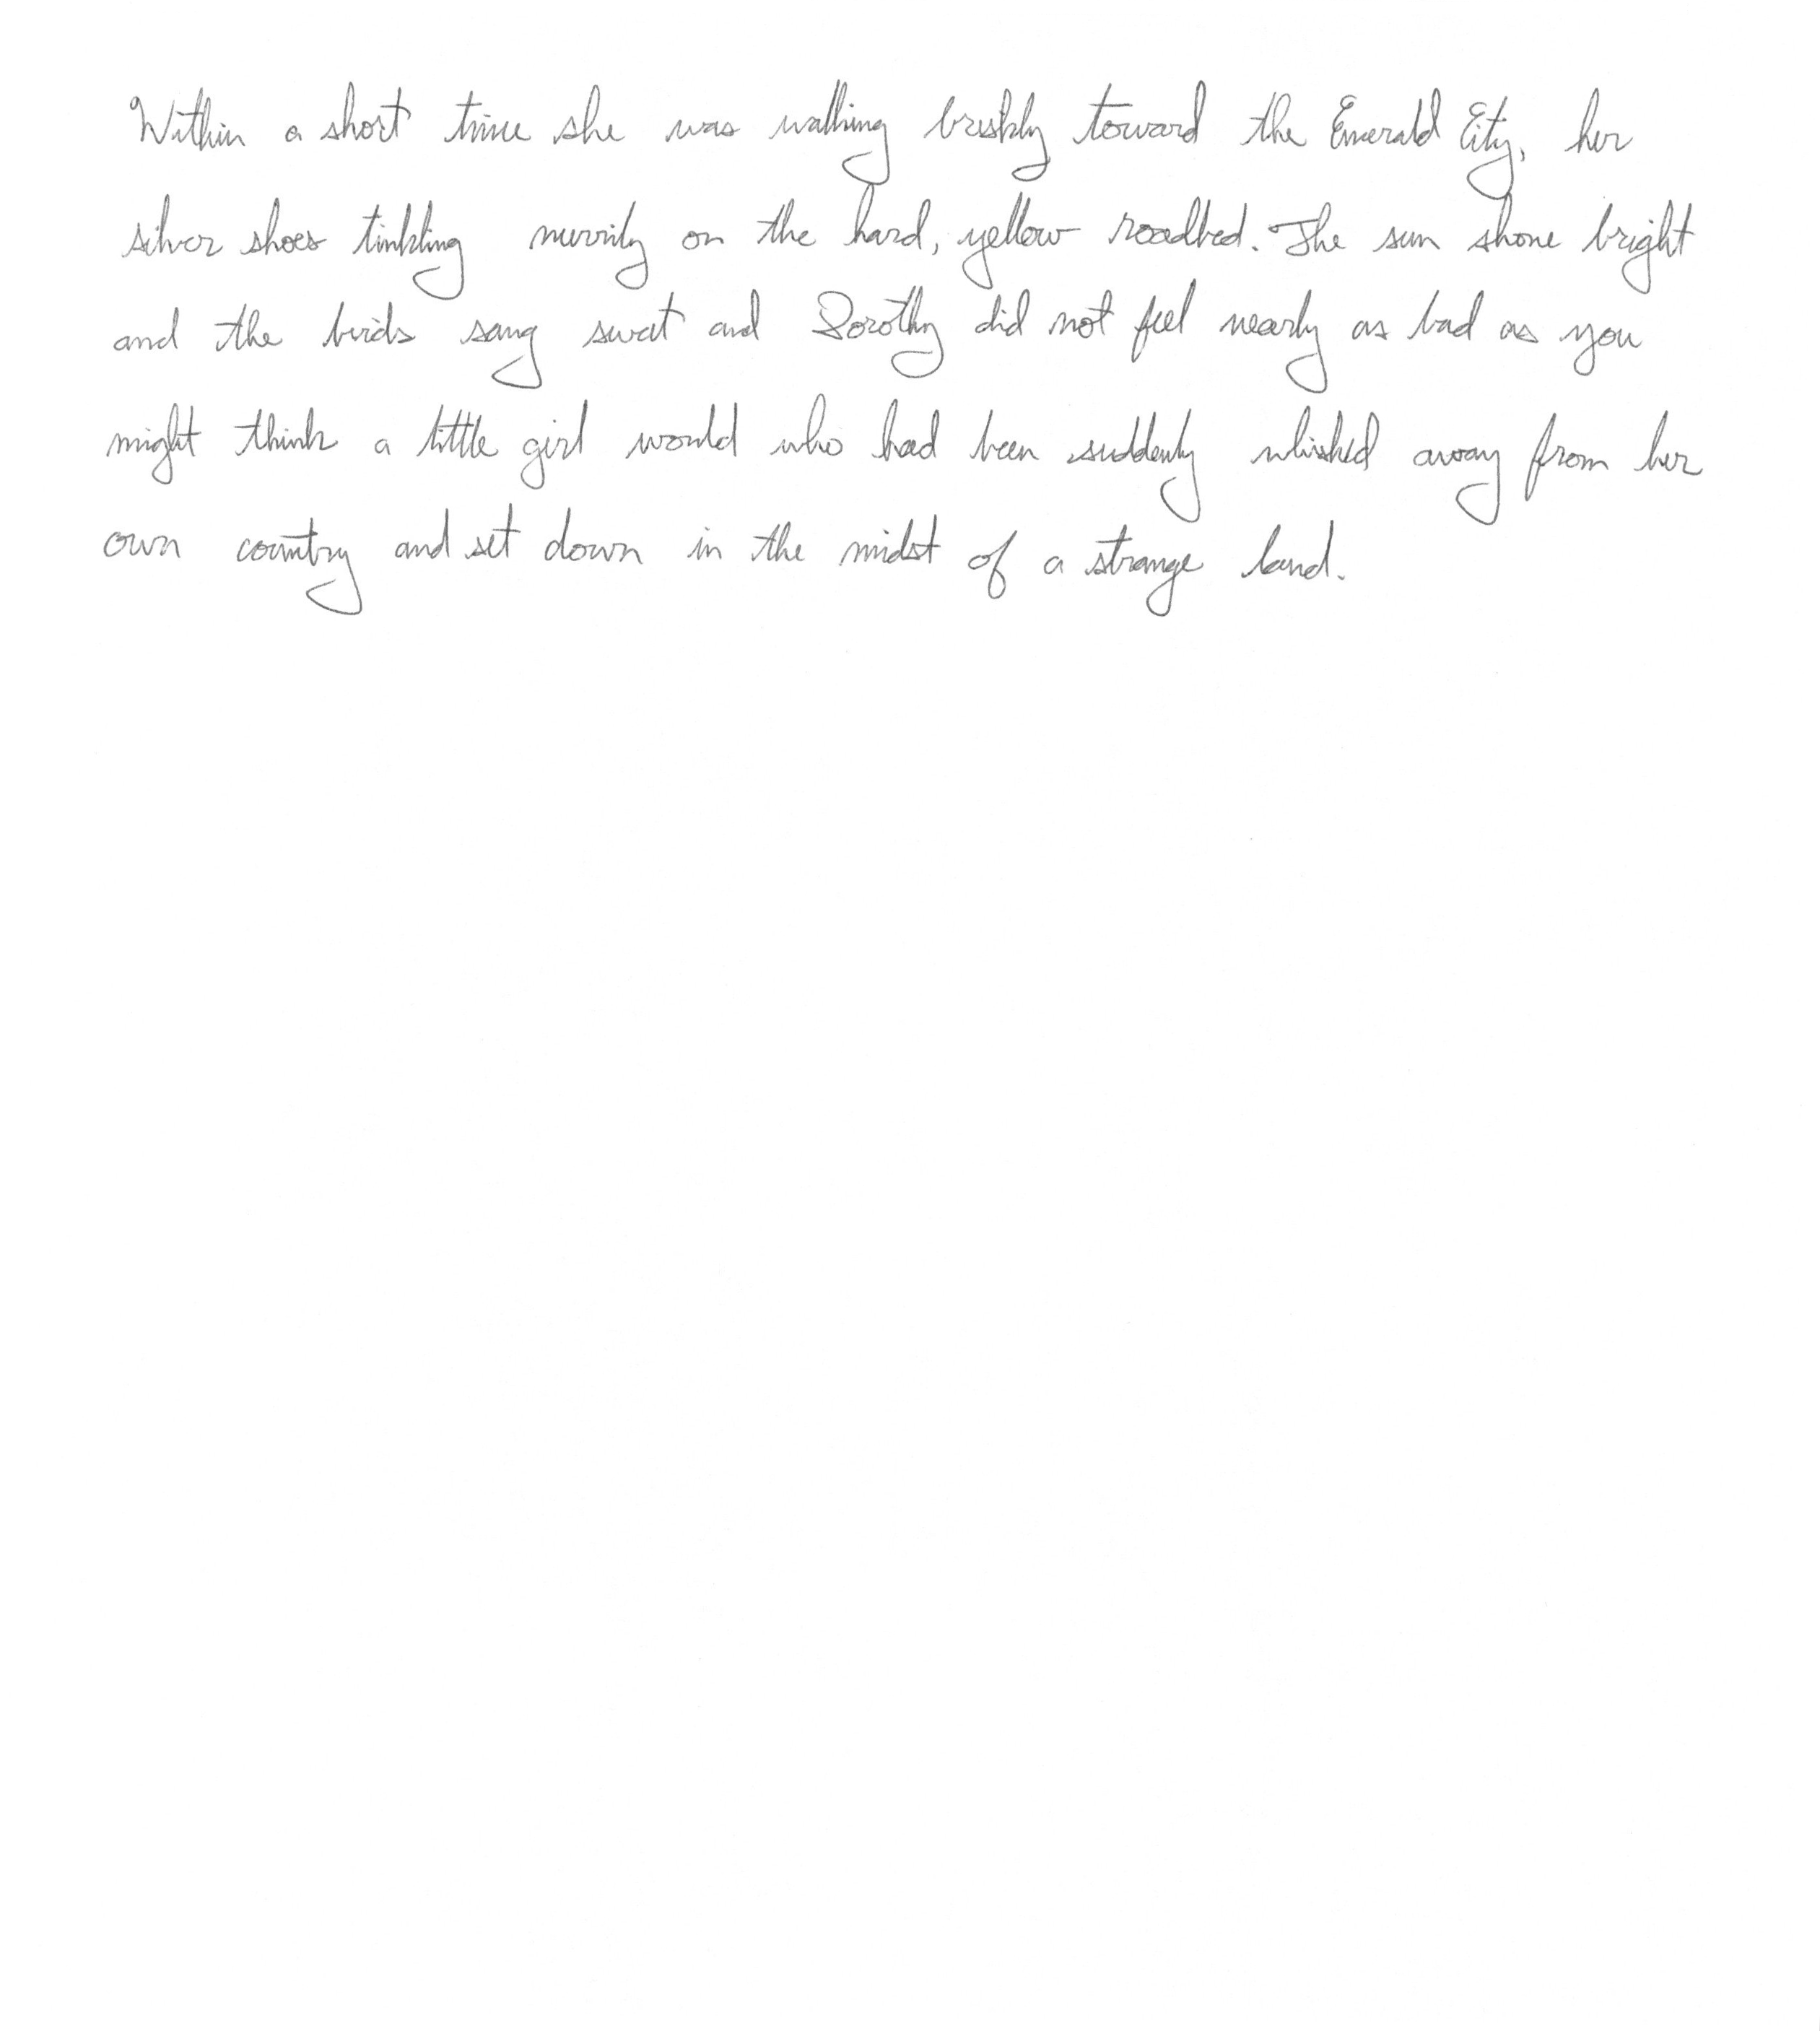 Within a short time she was walking briskly toward the Emerald City, her
silver shoes tinkling merrily on the hard, yellow roadbed. The sun shone bright
and the birds sang sweet and Dorothy did not feel nearly as bad as you
might think a little girl would who had been suddenly whisked away from her
own country and set down in the midst of a strange land.